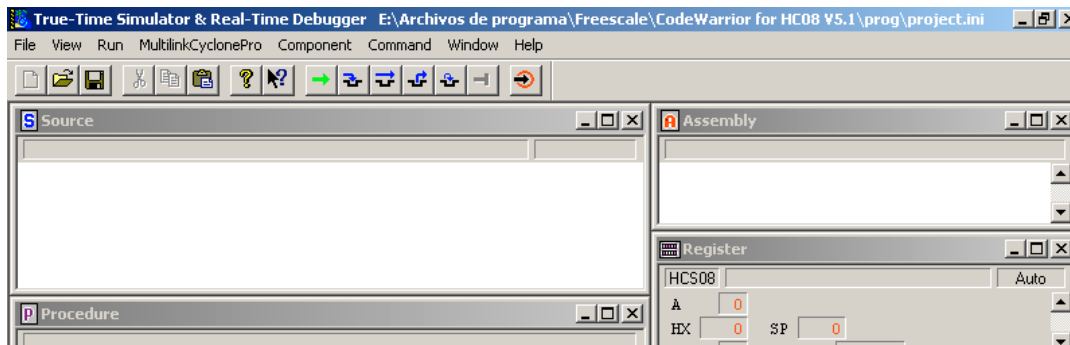 True-Time Simulator & Real-Time Debugger E:\Archivos de programa\Freescale\CodeWarrior for HC08 V5.1\prog\project.ini
File View Run MultilinkCyclonePro Component Command Window Help
S Source
A Assembly
Register
HCS08 Auto
A 0
HX 0 SP 0
P Procedure